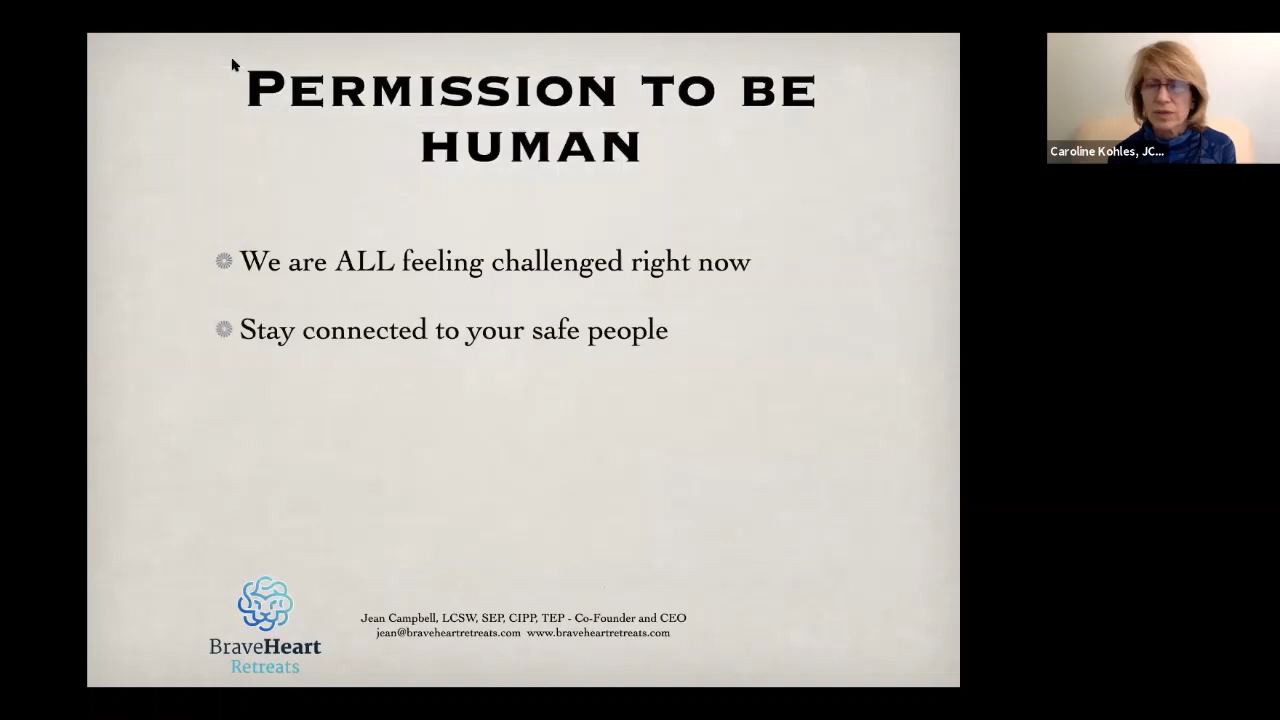 PERMISSION TO BE
HUMAN
We are ALL feeling challenged right now
Stay connected to your safe people
Jean Campbell, LCSW, SEP, CIPP, TEP - Co-Founder and CEO
jean@braveheartretreats.com www.braveheartretreats.com
BraveHeart
Retreats
Caroline Kohles, JC...